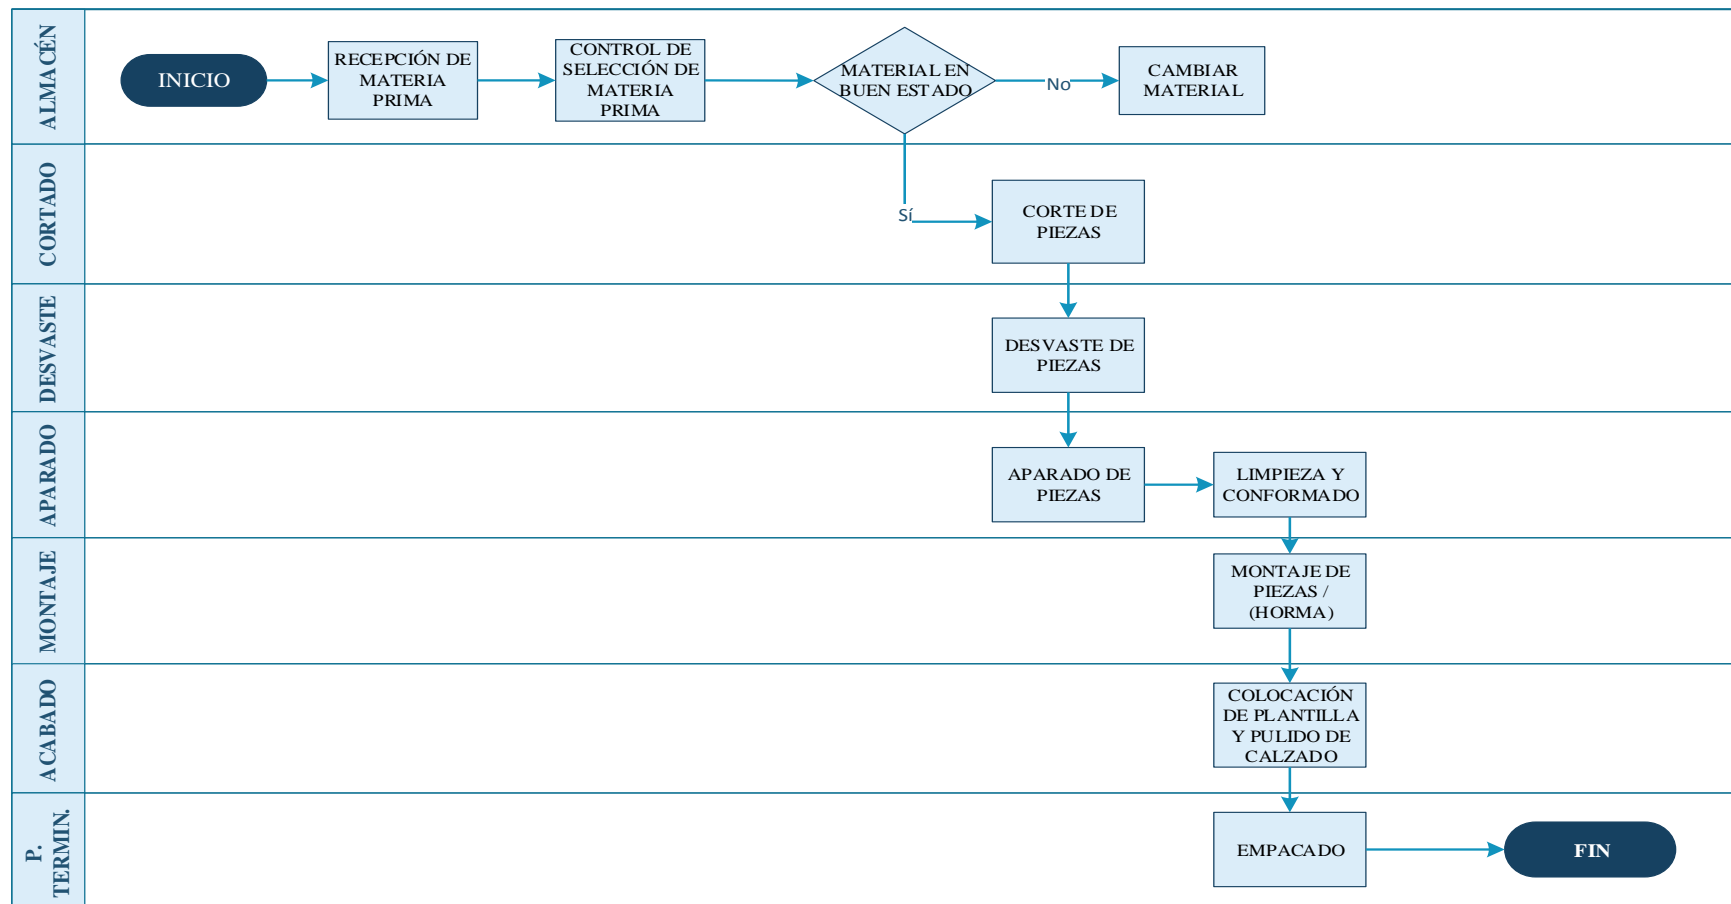 ALMACÉN
INICIO
RECEPCIÓN DE
MATERIA
PRIMA
CONTROL DE
SELECCIÓN DE
MATERIA
PRIMA
MATERIAL EN
BUEN ESTADO
No
CAMBIAR
MATERIAL
CORTADO
Sí
CORTE DE
PIEZAS
DESVASTE
DESVASTE DE
PIEZAS
APARADO
APARADO DE
PIEZAS
LIMPIEZA Y
CONFORMADO
MONTAJE
MONTAJE DE
PIEZAS /
(HORMA)
ACABADO
COLOCACIÓN
DE PLANTILLA
Y PULIDO DE
CALZADO
P.
TERMIN.
EMPACADO
FIN